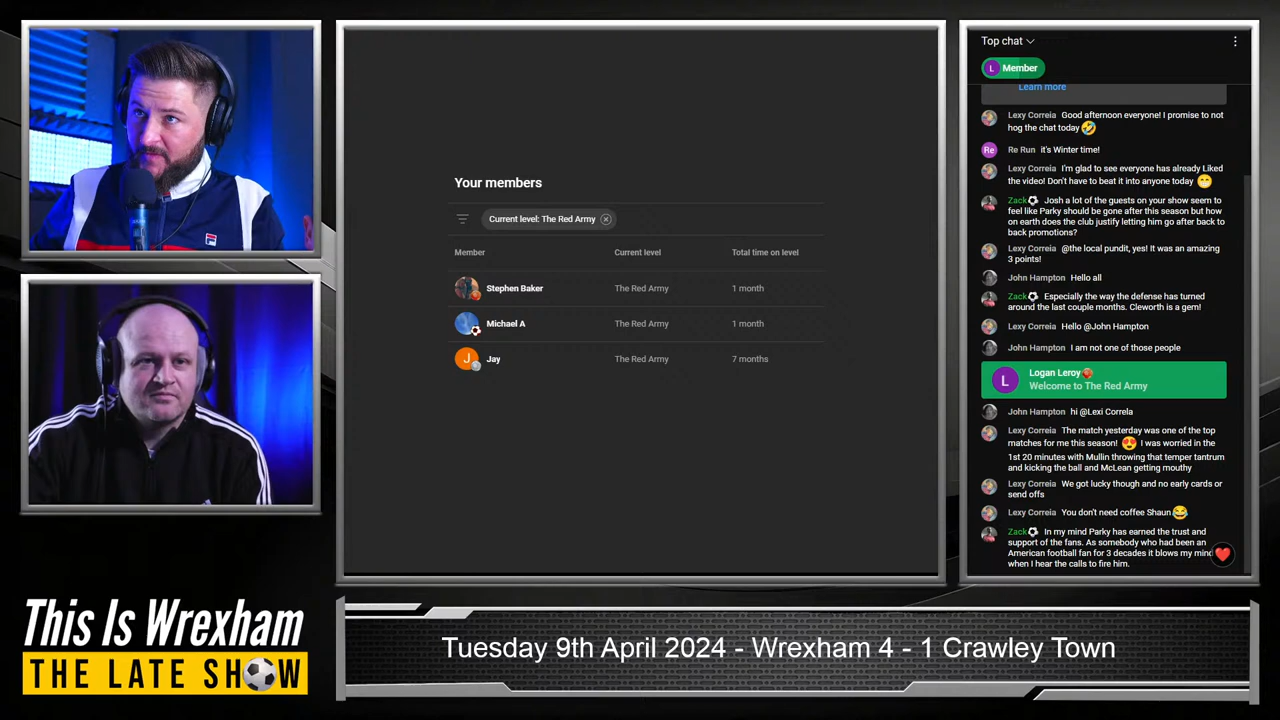 Your members
Current level: The Red Army
Member Current level Total time on level
Stephen Baker The Red Army 1 month
Michael A The Red Army 1 month
J Jay The Red Army 7 months
Top chat
L Member
Learn more
Lexy Correia Good afternoon everyone! I promise to not
hog the chat today 🤣
Re Re Run it's Winter time!
Lexy Correia I'm glad to see everyone has already Liked
the video! Don't have to beat it into anyone today 😁
Zack⚽ Josh a lot of the guests on your show seem to
feel like Parky should be gone after this season but how
on earth does the club justify letting him go after back to
back promotions?
Lexy Correia @the local pundit, yes! It was an amazing
3 points!
John Hampton Hello all
Zack⚽ Especially the way the defense has turned
around the last couple months. Cleworth is a gem!
Lexy Correia Hello @John Hampton
John Hampton I am not one of those people
L Logan Leroy
Welcome to The Red Army
John Hampton hi @Lexi Correla
Lexy Correia The match yesterday was one of the top
matches for me this season! 😍 I was worried in the
1st 20 minutes with Mullin throwing that temper tantrum
and kicking the ball and McLean getting mouthy
Lexy Correia We got lucky though and no early cards or
send offs
Lexy Correia You don't need coffee Shaun😂
Zack⚽ In my mind Parky has earned the trust and
support of the fans. As somebody who had been an
American football fan for 3 decades it blows my mind
when I hear the calls to fire him.
This Is Wrexham
THE LATE SHOW
Tuesday 9th April 2024 - Wrexham 4 - 1 Crawley Town